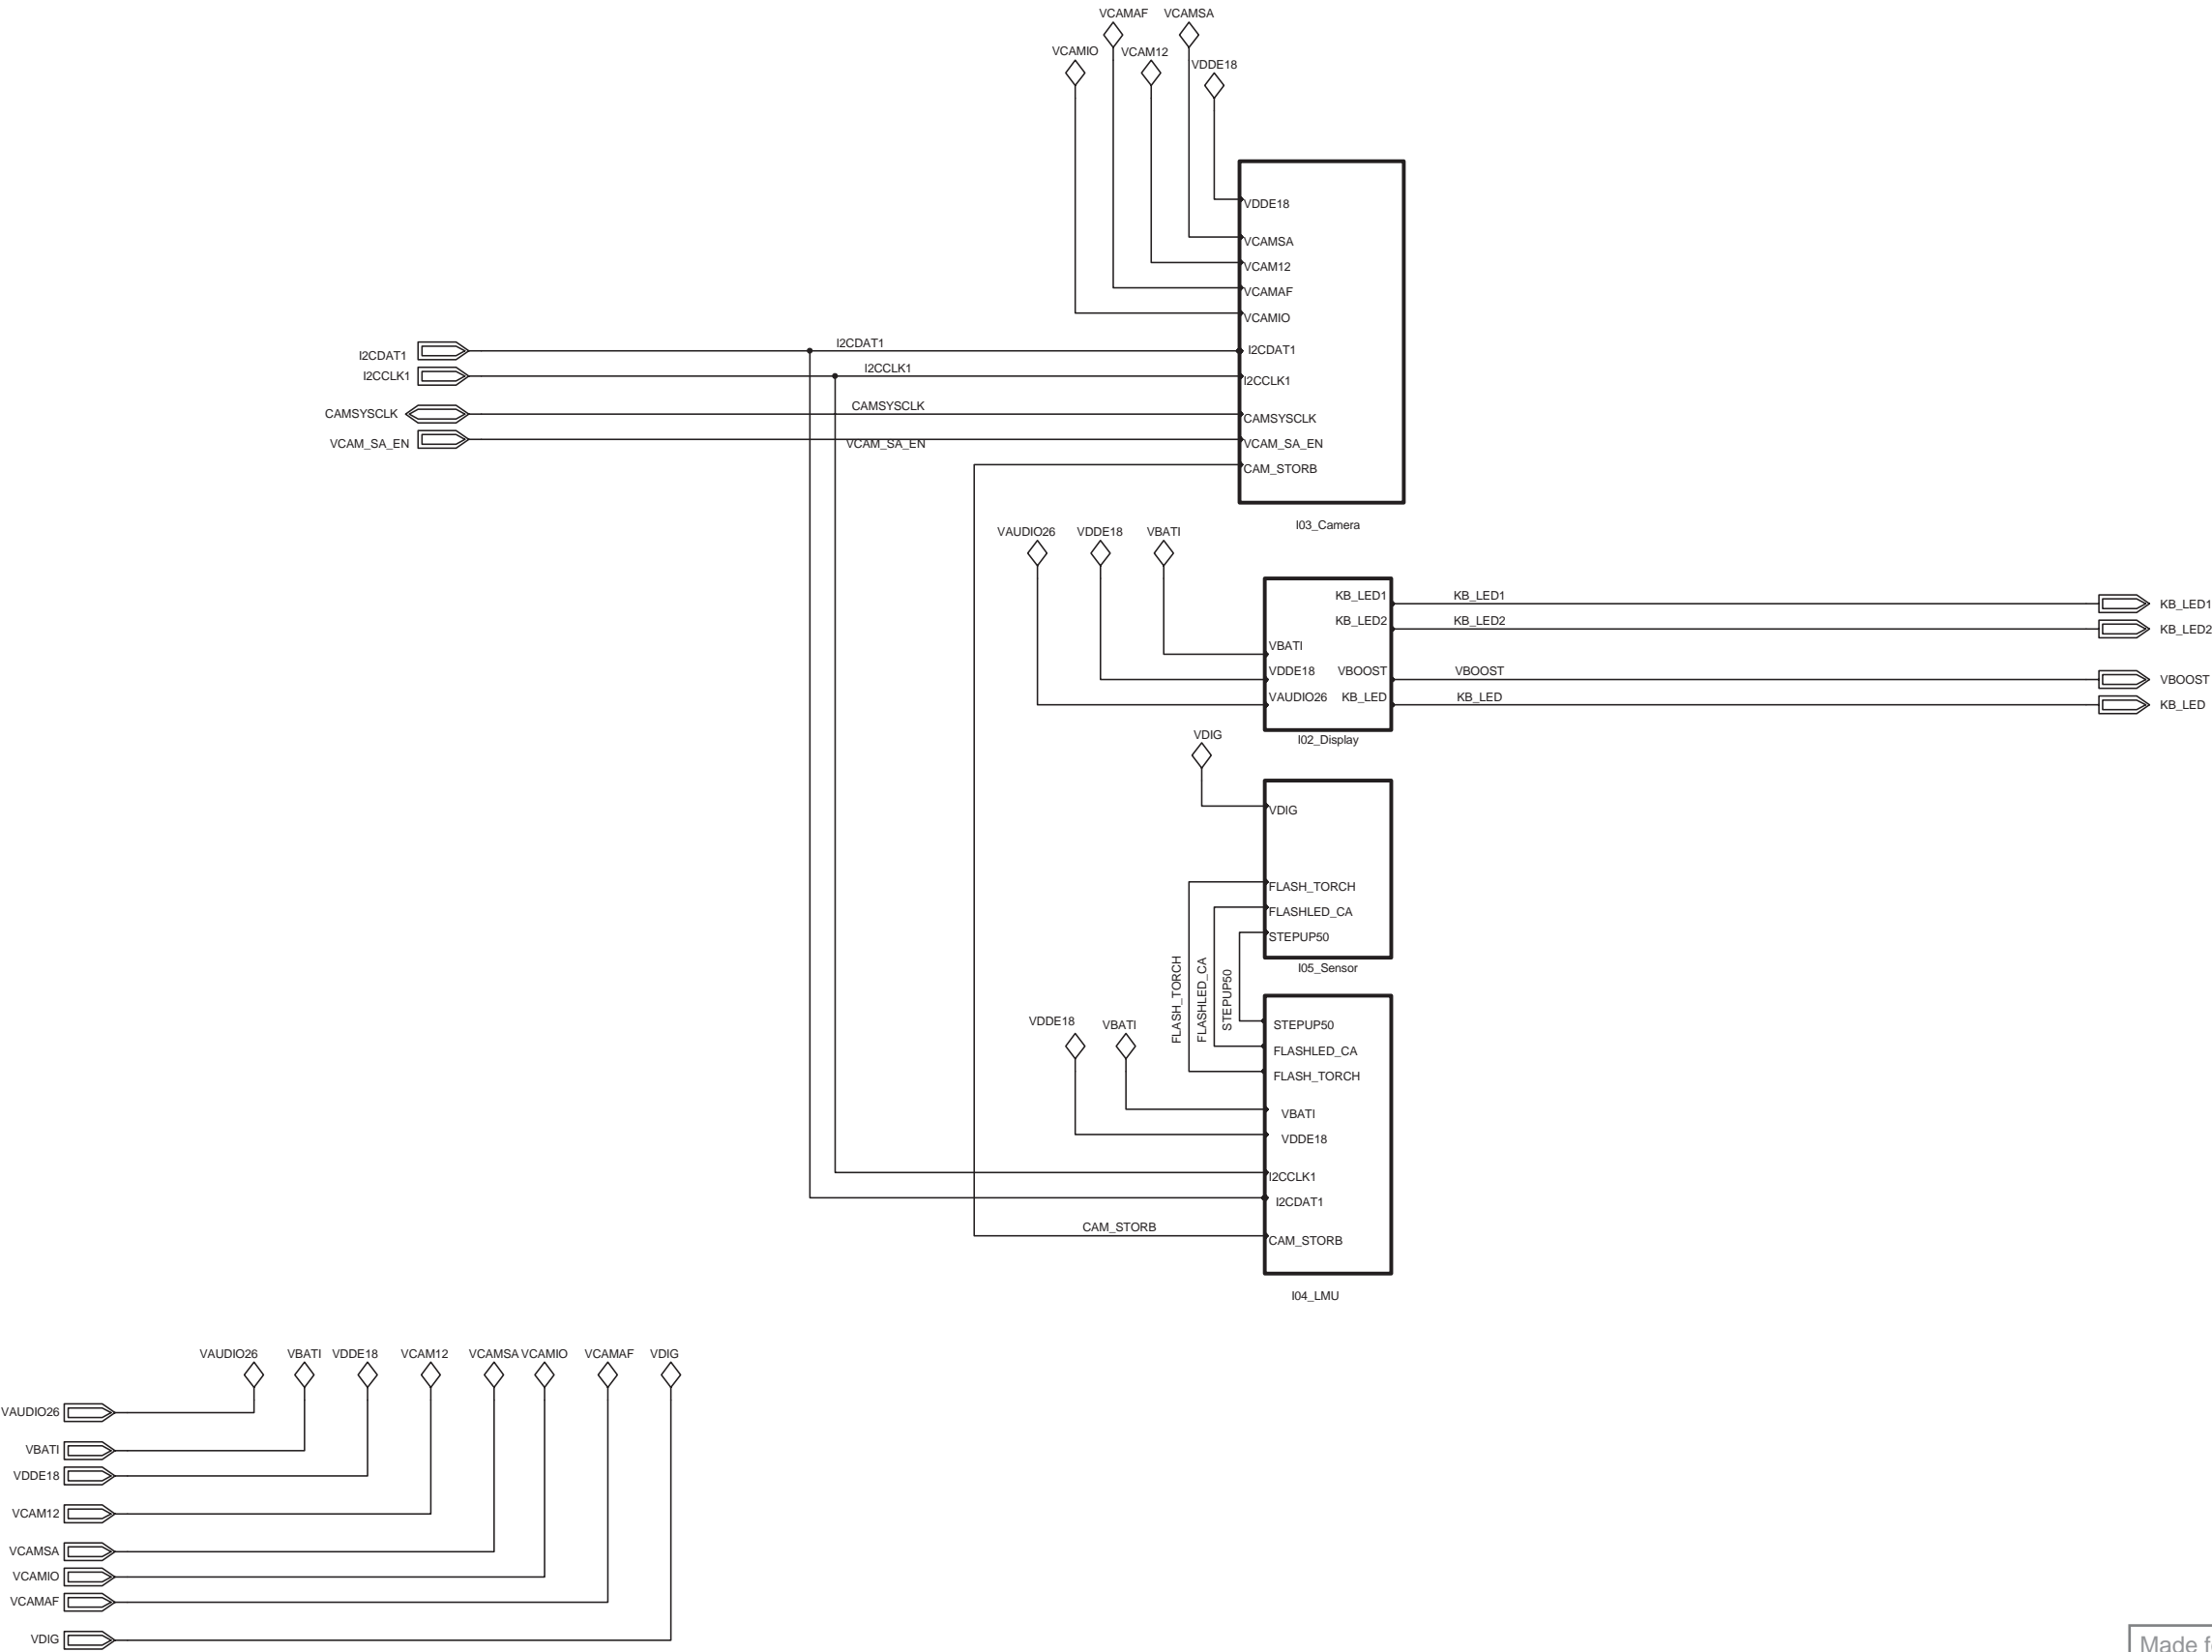 VCAMAF VCAMSA
VCAMIO VCAM12
VDDE18
VDDE18
VCAMSA
VCAM12
VCAMAF
VCAMIO
I2CDAT1 I2CDAT1 I2CDAT1
I2CCLK1 I2CCLK1 I2CCLK1
CAMSYSCLK CAMSYSCLK CAMSYSCLK
VCAM_SA_EN VCAM_SA_EN VCAM_SA_EN
CAM_STORB
I03_Camera
VAUDIO26 VDDE18 VBATI
KB_LED1 KB_LED1 KB_LED1
KB_LED2 KB_LED2 KB_LED2
VBATI
VDDE18 VBOOST VBOOST VBOOST
VAUDIO26 KB_LED KB_LED KB_LED
I02_Display
VDIG
VDIG
FLASH_TORCH
FLASHLED_CA
STEPUP50
I05_Sensor
FLASH_TORCH
FLASHLED_CA
STEPUP50
VDDE18 VBATI
STEPUP50
FLASHLED_CA
FLASH_TORCH
VBATI
VDDE18
I2CCLK1
I2CDAT1
CAM_STORB
CAM_STORB
I04_LMU
VAUDIO26 VBATI VDDE18 VCAM12 VCAMSA VCAMIO VCAMAF VDIG
VAUDIO26
VBATI
VDDE18
VCAM12
VCAMSA
VCAMIO
VCAMAF
VDIG
Made